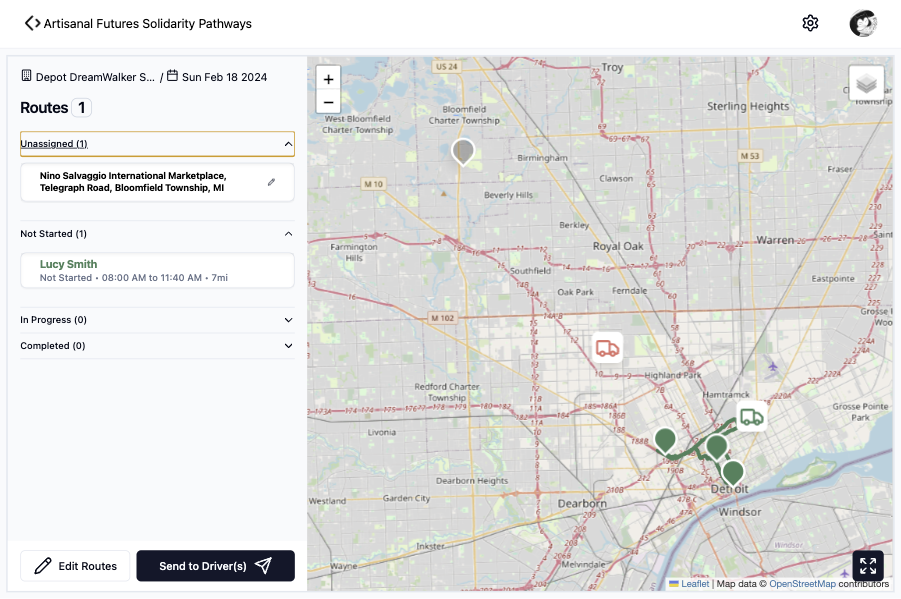 Artisanal Futures Solidarity Pathways
Depot DreamWalker S... / Sun Feb 18 2024
Routes 1
Unassigned (1)
Nino Salvaggio International Marketplace,
Telegraph Road, Bloomfield Township, MI
Not Started (1)
Lucy Smith
Not Started • 08:00 AM to 11:40 AM • 7mi
In Progress (0)
Completed (0)
Edit Routes
Send to Driver(s)
+
−
US 24
Troy
Bloomfield
Charter Township
West Bloomfield
Charter Township
Sterling Heights
Township
M 53
Birmingham
M 10
Clawson
Fraser
Beverly Hills
Berkley
Royal Oak
Warren
Farmington
Hills
Southfield
Oak Park
Ferndale
Eastpointe
M 102
Highland Park
Hamtramck
Redford Charter
Township
Grosse Pointe
Park
Livonia
Dearborn Heights
Garden City
Westland
Dearborn
Detroit
Windsor
Windsor
Inkster
Wayne
Melvindale
Leaflet | Map data © OpenStreetMap contributors